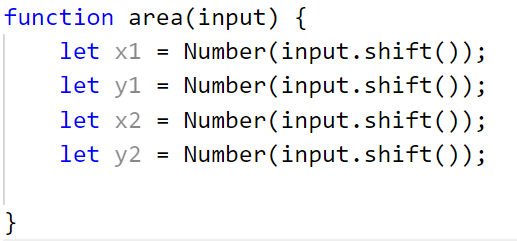 function area(input) {
    let x1 = Number(input.shift());
    let y1 = Number(input.shift());
    let x2 = Number(input.shift());
    let y2 = Number(input.shift());
}